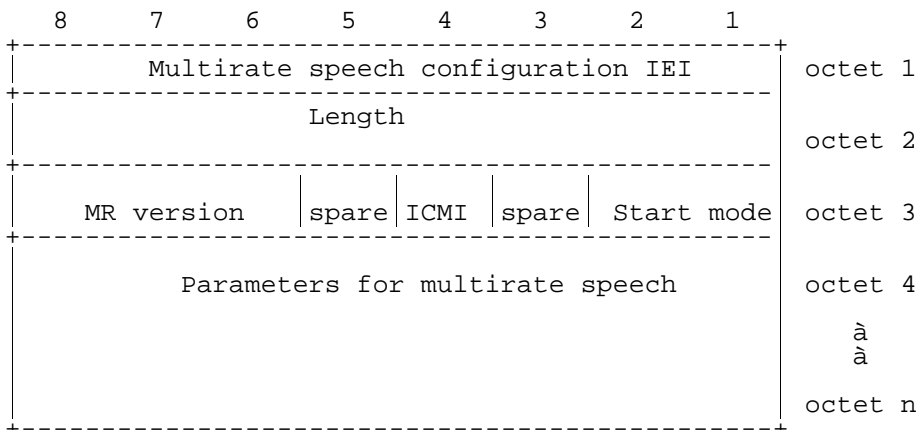 8 7 6 5 4 3 2 1
Multirate speech configuration IEI octet 1
Length
octet 2
MR version spare ICMI spare Start mode octet 3
Parameters for multirate speech octet 4
à
à
octet n